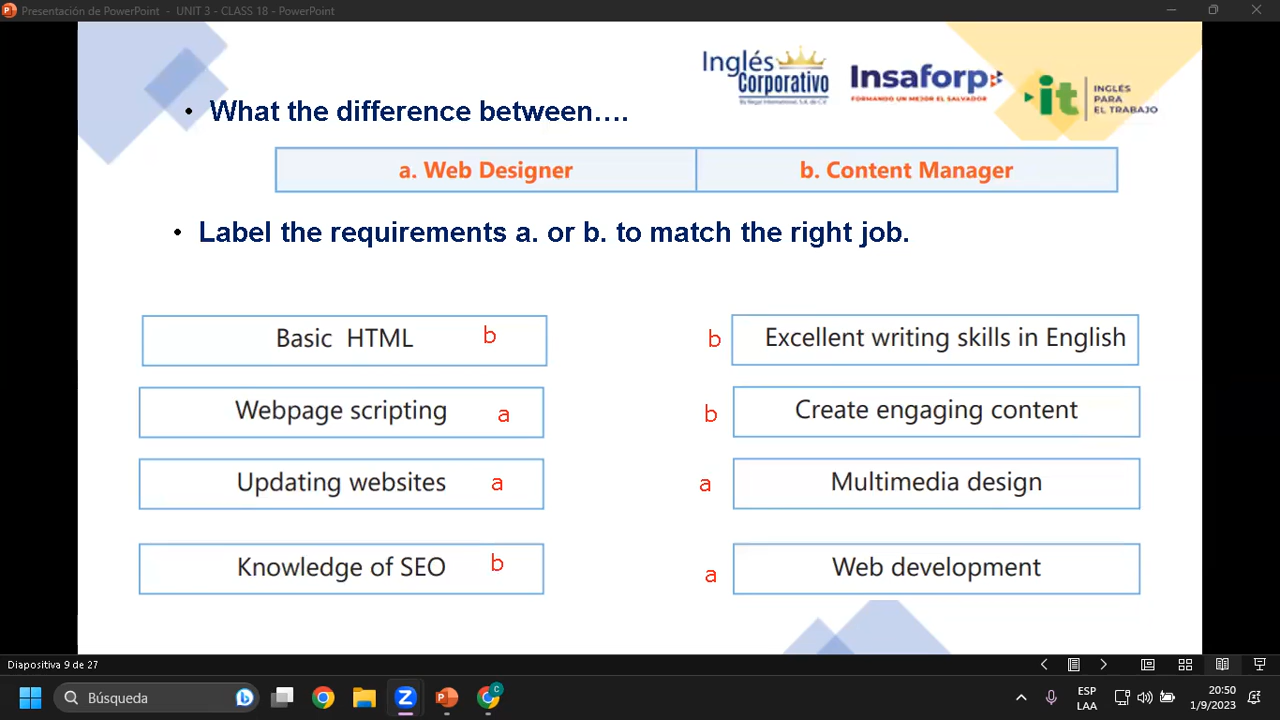 Presentación de PowerPoint - UNIT 3 - CLASS 18 - PowerPoint
Inglés
Corporativo
Insaforp
FORMANDO UN MEJOR EL SALVADOR
it
INGLÉS
PARA
EL TRABAJO
• What the difference between….
a. Web Designer
b. Content Manager
• Label the requirements a. or b. to match the right job.
Basic HTML b
b Excellent writing skills in English
Webpage scripting a
b Create engaging content
Updating websites a
a Multimedia design
Knowledge of SEO b
a Web development
Diapositiva 9 de 27
Búsqueda
C
ESP
LAA
20:50
1/9/2023